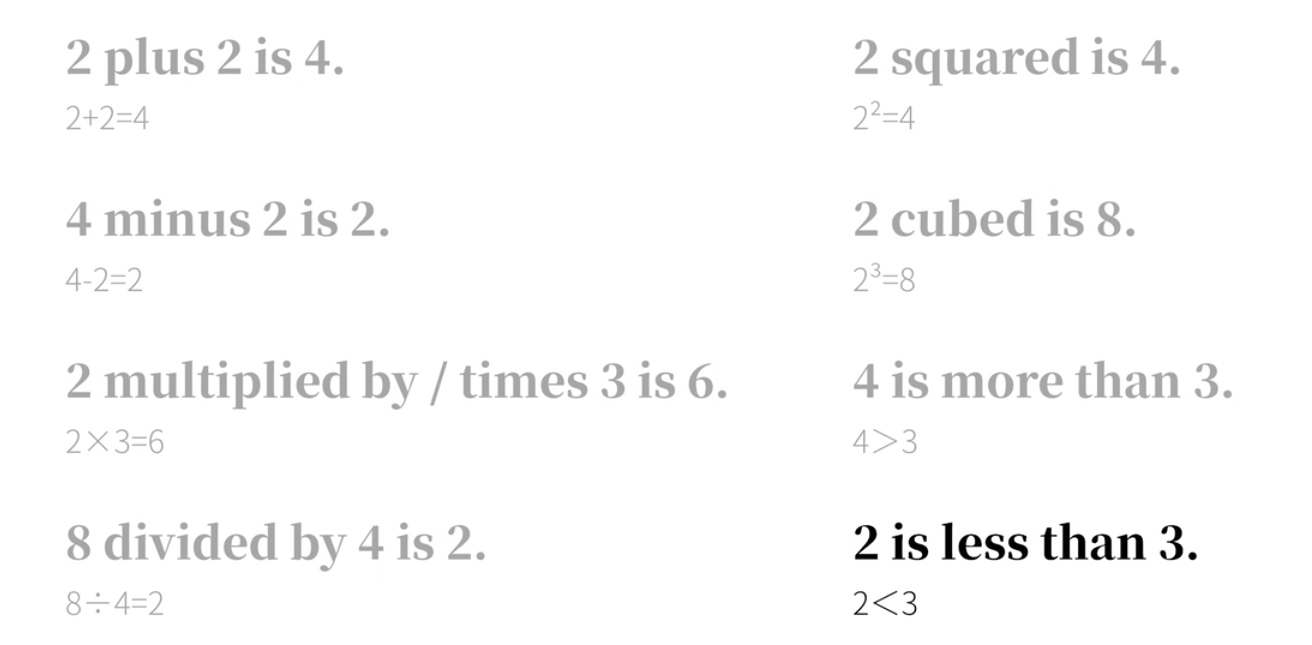 2 plus 2 is 4.
2+2=4
4 minus 2 is 2.
4-2=2
2 multiplied by / times 3 is 6.
2×3=6
8 divided by 4 is 2.
8÷4=2
2 squared is 4.
2²=4
2 cubed is 8.
2³=8
4 is more than 3.
4＞3
2 is less than 3.
2＜3